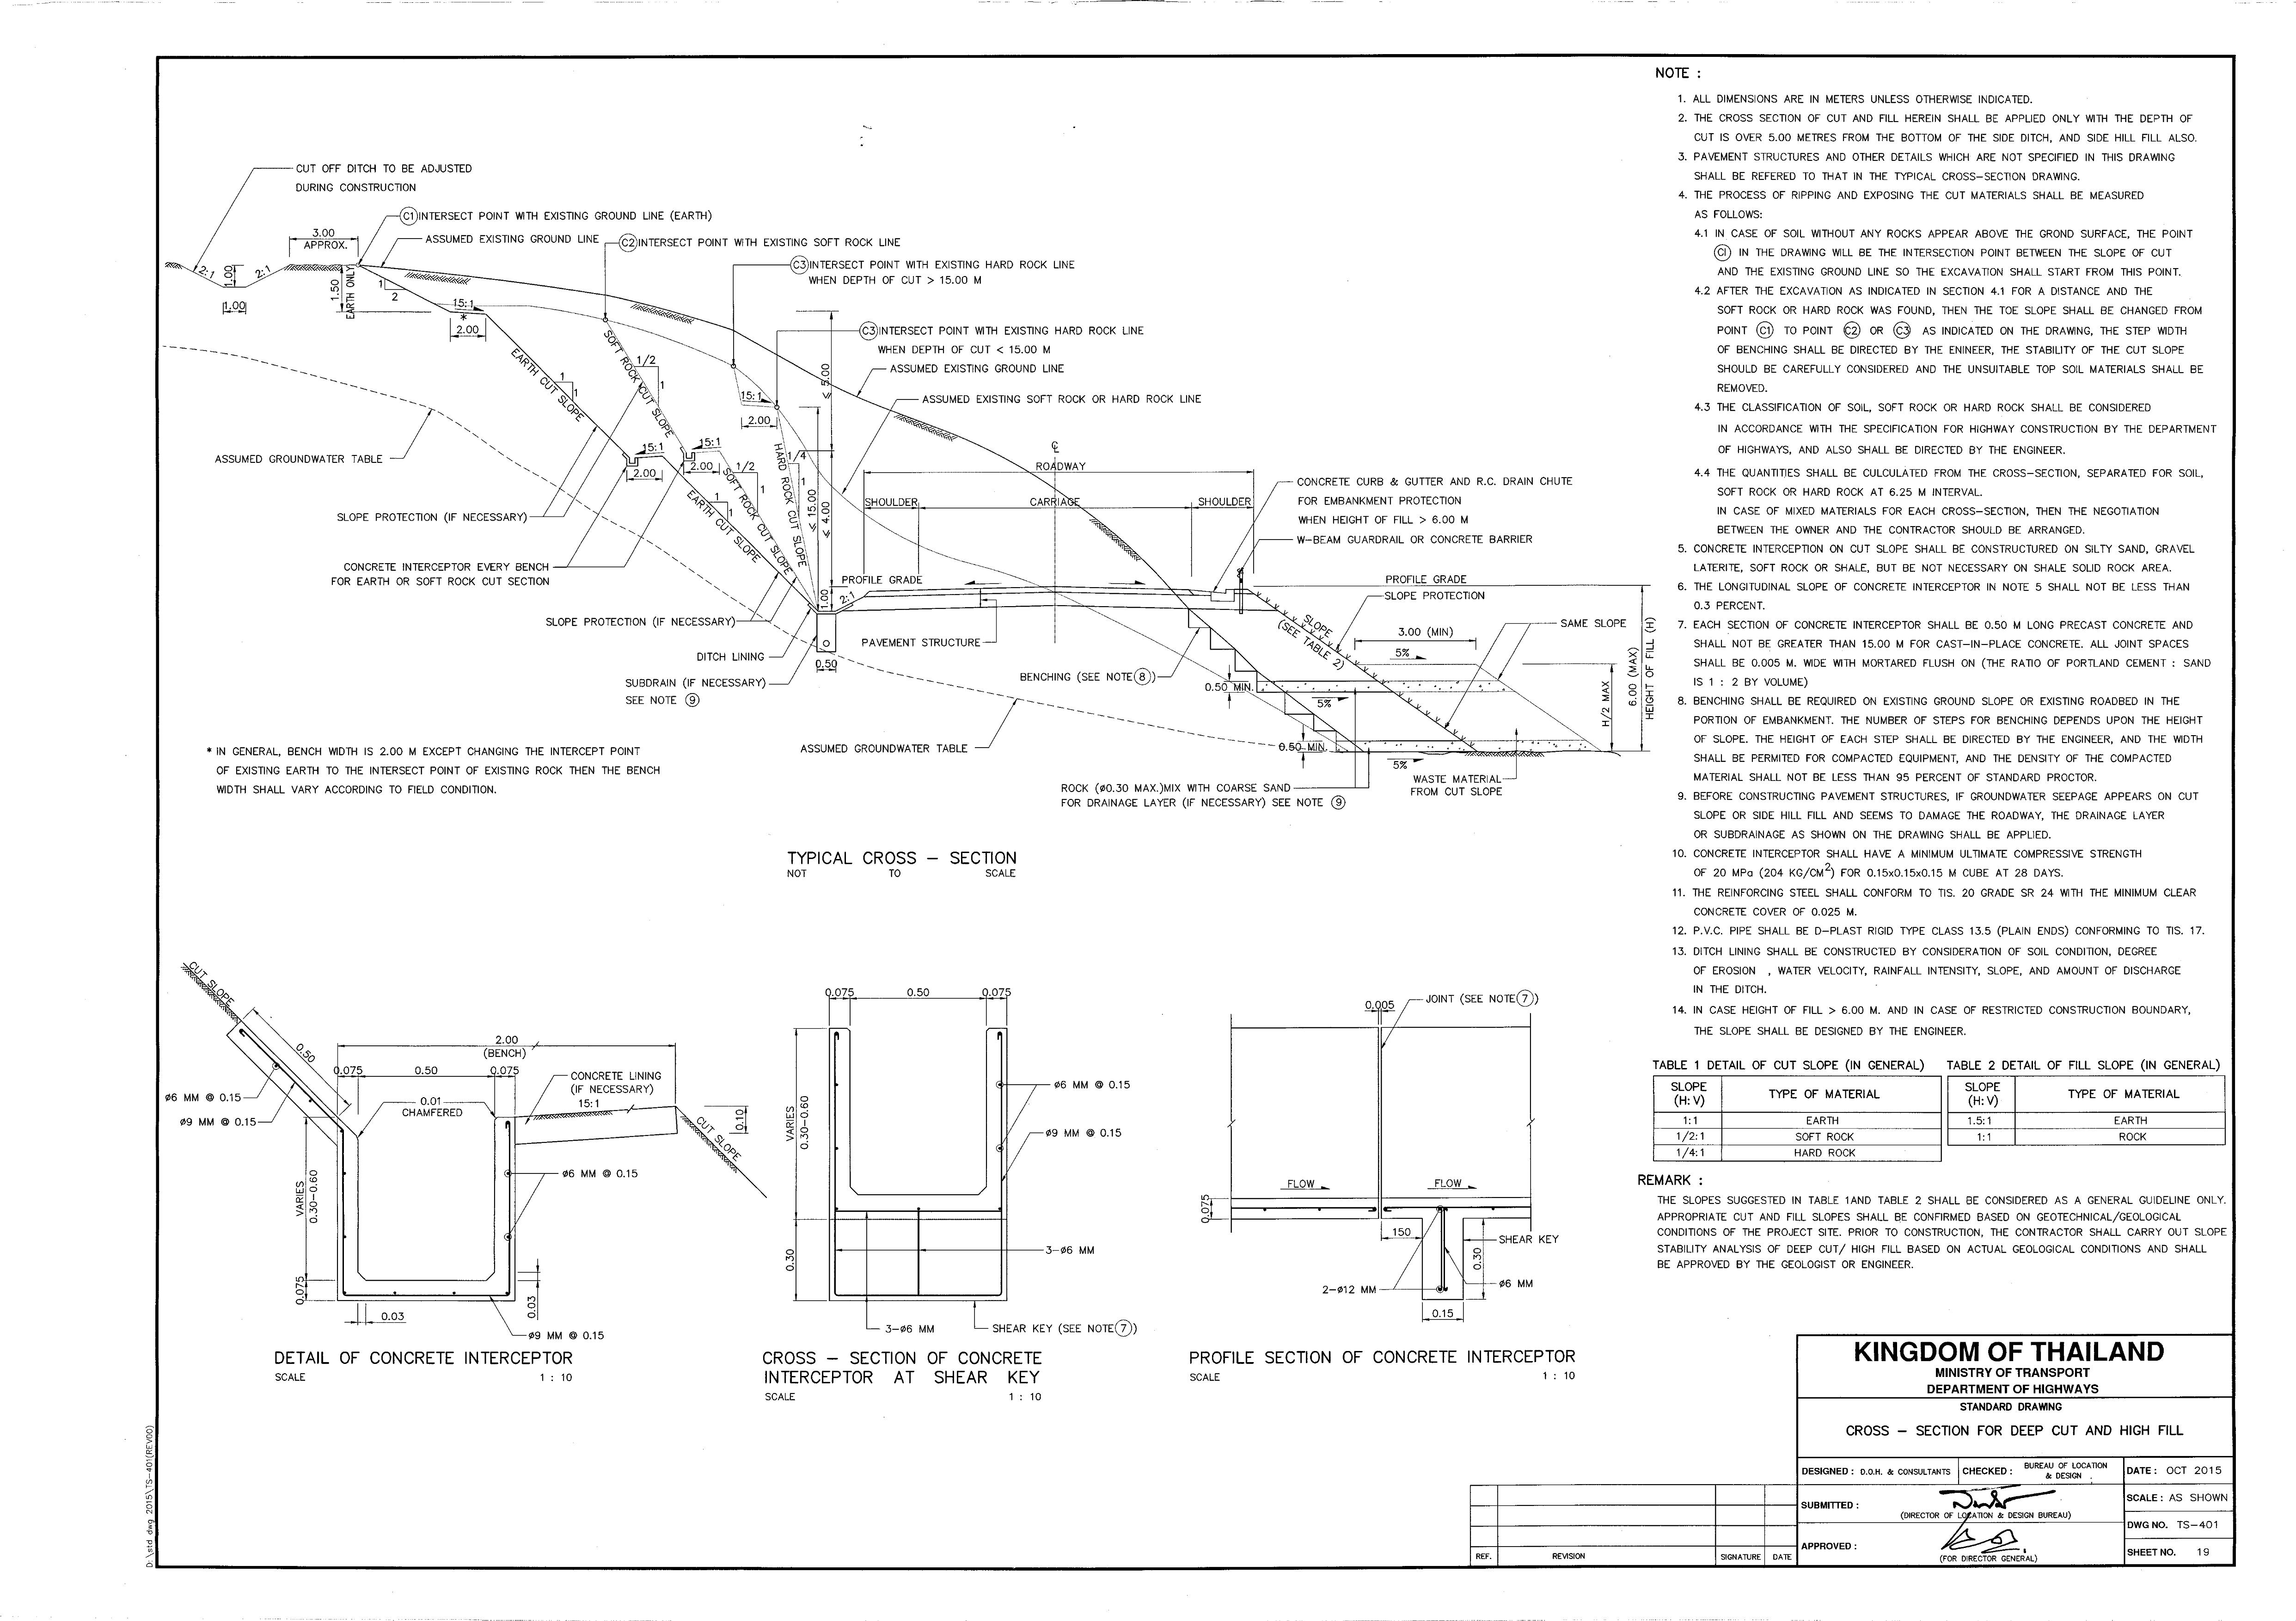 CUT OFF DITCH TO BE ADJUSTED
DURING CONSTRUCTION
C1 INTERSECT POINT WITH EXISTING GROUND LINE (EARTH)
ASSUMED EXISTING GROUND LINE
C2 INTERSECT POINT WITH EXISTING SOFT ROCK LINE
C3 INTERSECT POINT WITH EXISTING HARD ROCK LINE
WHEN DEPTH OF CUT > 15.00 M
C3 INTERSECT POINT WITH EXISTING HARD ROCK LINE
WHEN DEPTH OF CUT < 15.00 M
ASSUMED EXISTING GROUND LINE
ASSUMED EXISTING SOFT ROCK OR HARD ROCK LINE
3.00
APPROX.
2:1
1.00
2:1
1.00
1.50
EARTH ONLY
1
2
15:1
*
2.00
EARTH CUT SLOPE
1
1
SOFT ROCK CUT SLOPE
1/2
1
15:1
2.00
⩽ 5.00
15:1
2.00
15:1
2.00
1/2
1
SOFT ROCK CUT SLOPE
EARTH CUT SLOPE
1
1
HARD ROCK CUT SLOPE
1/4
1
⩽ 15.00
⩽ 4.00
1.00
2:1
0.50
ASSUMED GROUNDWATER TABLE
SLOPE PROTECTION (IF NECESSARY)
CONCRETE INTERCEPTOR EVERY BENCH
FOR EARTH OR SOFT ROCK CUT SECTION
SLOPE PROTECTION (IF NECESSARY)
DITCH LINING
SUBDRAIN (IF NECESSARY)
SEE NOTE 9
℄
ROADWAY
SHOULDER
CARRIAGE
SHOULDER
PROFILE GRADE
PAVEMENT STRUCTURE
CONCRETE CURB & GUTTER AND R.C. DRAIN CHUTE
FOR EMBANKMENT PROTECTION
WHEN HEIGHT OF FILL > 6.00 M
W-BEAM GUARDRAIL OR CONCRETE BARRIER
PROFILE GRADE
SLOPE PROTECTION
SLOPE
(SEE TABLE 2)
3.00 (MIN)
5%
SAME SLOPE
BENCHING (SEE NOTE 8)
0.50 MIN.
5%
0.50 MIN.
5%
H/2 MAX
6.00 (MAX)
HEIGHT OF FILL (H)
ASSUMED GROUNDWATER TABLE
WASTE MATERIAL
FROM CUT SLOPE
ROCK (ø0.30 MAX.)MIX WITH COARSE SAND
FOR DRAINAGE LAYER (IF NECESSARY) SEE NOTE 9
* IN GENERAL, BENCH WIDTH IS 2.00 M EXCEPT CHANGING THE INTERCEPT POINT
OF EXISTING EARTH TO THE INTERSECT POINT OF EXISTING ROCK THEN THE BENCH
WIDTH SHALL VARY ACCORDING TO FIELD CONDITION.
TYPICAL CROSS - SECTION
NOT TO SCALE
CUT SLOPE
0.50
2.00
(BENCH)
0.075
0.50
0.075
CONCRETE LINING
(IF NECESSARY)
15:1
0.01
CHAMFERED
ø6 MM @ 0.15
ø9 MM @ 0.15
0.10
CUT SLOPE
ø6 MM @ 0.15
VARIES
0.30-0.60
0.075
0.03
0.03
ø9 MM @ 0.15
DETAIL OF CONCRETE INTERCEPTOR
SCALE 1 : 10
0.075
0.50
0.075
VARIES
0.30-0.60
0.30
ø6 MM @ 0.15
ø9 MM @ 0.15
3-ø6 MM
3-ø6 MM
SHEAR KEY (SEE NOTE 7)
CROSS - SECTION OF CONCRETE
INTERCEPTOR AT SHEAR KEY
SCALE 1 : 10
0.005
JOINT (SEE NOTE 7)
FLOW
FLOW
0.075
150
0.30
SHEAR KEY
2-ø12 MM
ø6 MM
0.15
PROFILE SECTION OF CONCRETE INTERCEPTOR
SCALE 1 : 10
NOTE :
1. ALL DIMENSIONS ARE IN METERS UNLESS OTHERWISE INDICATED.
2. THE CROSS SECTION OF CUT AND FILL HEREIN SHALL BE APPLIED ONLY WITH THE DEPTH OF
CUT IS OVER 5.00 METRES FROM THE BOTTOM OF THE SIDE DITCH, AND SIDE HILL FILL ALSO.
3. PAVEMENT STRUCTURES AND OTHER DETAILS WHICH ARE NOT SPECIFIED IN THIS DRAWING
SHALL BE REFERED TO THAT IN THE TYPICAL CROSS-SECTION DRAWING.
4. THE PROCESS OF RIPPING AND EXPOSING THE CUT MATERIALS SHALL BE MEASURED
AS FOLLOWS:
4.1 IN CASE OF SOIL WITHOUT ANY ROCKS APPEAR ABOVE THE GROND SURFACE, THE POINT
CI IN THE DRAWING WILL BE THE INTERSECTION POINT BETWEEN THE SLOPE OF CUT
AND THE EXISTING GROUND LINE SO THE EXCAVATION SHALL START FROM THIS POINT.
4.2 AFTER THE EXCAVATION AS INDICATED IN SECTION 4.1 FOR A DISTANCE AND THE
SOFT ROCK OR HARD ROCK WAS FOUND, THEN THE TOE SLOPE SHALL BE CHANGED FROM
POINT C1 TO POINT C2 OR C3 AS INDICATED ON THE DRAWING, THE STEP WIDTH
OF BENCHING SHALL BE DIRECTED BY THE ENINEER, THE STABILITY OF THE CUT SLOPE
SHOULD BE CAREFULLY CONSIDERED AND THE UNSUITABLE TOP SOIL MATERIALS SHALL BE
REMOVED.
4.3 THE CLASSIFICATION OF SOIL, SOFT ROCK OR HARD ROCK SHALL BE CONSIDERED
IN ACCORDANCE WITH THE SPECIFICATION FOR HIGHWAY CONSTRUCTION BY THE DEPARTMENT
OF HIGHWAYS, AND ALSO SHALL BE DIRECTED BY THE ENGINEER.
4.4 THE QUANTITIES SHALL BE CULCULATED FROM THE CROSS-SECTION, SEPARATED FOR SOIL,
SOFT ROCK OR HARD ROCK AT 6.25 M INTERVAL.
IN CASE OF MIXED MATERIALS FOR EACH CROSS-SECTION, THEN THE NEGOTIATION
BETWEEN THE OWNER AND THE CONTRACTOR SHOULD BE ARRANGED.
5. CONCRETE INTERCEPTION ON CUT SLOPE SHALL BE CONSTRUCTURED ON SILTY SAND, GRAVEL
LATERITE, SOFT ROCK OR SHALE, BUT BE NOT NECESSARY ON SHALE SOLID ROCK AREA.
6. THE LONGITUDINAL SLOPE OF CONCRETE INTERCEPTOR IN NOTE 5 SHALL NOT BE LESS THAN
0.3 PERCENT.
7. EACH SECTION OF CONCRETE INTERCEPTOR SHALL BE 0.50 M LONG PRECAST CONCRETE AND
SHALL NOT BE GREATER THAN 15.00 M FOR CAST-IN-PLACE CONCRETE. ALL JOINT SPACES
SHALL BE 0.005 M. WIDE WITH MORTARED FLUSH ON (THE RATIO OF PORTLAND CEMENT : SAND
IS 1 : 2 BY VOLUME)
8. BENCHING SHALL BE REQUIRED ON EXISTING GROUND SLOPE OR EXISTING ROADBED IN THE
PORTION OF EMBANKMENT. THE NUMBER OF STEPS FOR BENCHING DEPENDS UPON THE HEIGHT
OF SLOPE. THE HEIGHT OF EACH STEP SHALL BE DIRECTED BY THE ENGINEER, AND THE WIDTH
SHALL BE PERMITED FOR COMPACTED EQUIPMENT, AND THE DENSITY OF THE COMPACTED
MATERIAL SHALL NOT BE LESS THAN 95 PERCENT OF STANDARD PROCTOR.
9. BEFORE CONSTRUCTING PAVEMENT STRUCTURES, IF GROUNDWATER SEEPAGE APPEARS ON CUT
SLOPE OR SIDE HILL FILL AND SEEMS TO DAMAGE THE ROADWAY, THE DRAINAGE LAYER
OR SUBDRAINAGE AS SHOWN ON THE DRAWING SHALL BE APPLIED.
10. CONCRETE INTERCEPTOR SHALL HAVE A MINIMUM ULTIMATE COMPRESSIVE STRENGTH
OF 20 MPa (204 KG/CM2) FOR 0.15x0.15x0.15 M CUBE AT 28 DAYS.
11. THE REINFORCING STEEL SHALL CONFORM TO TIS. 20 GRADE SR 24 WITH THE MINIMUM CLEAR
CONCRETE COVER OF 0.025 M.
12. P.V.C. PIPE SHALL BE D-PLAST RIGID TYPE CLASS 13.5 (PLAIN ENDS) CONFORMING TO TIS. 17.
13. DITCH LINING SHALL BE CONSTRUCTED BY CONSIDERATION OF SOIL CONDITION, DEGREE
OF EROSION , WATER VELOCITY, RAINFALL INTENSITY, SLOPE, AND AMOUNT OF DISCHARGE
IN THE DITCH.
14. IN CASE HEIGHT OF FILL > 6.00 M. AND IN CASE OF RESTRICTED CONSTRUCTION BOUNDARY,
THE SLOPE SHALL BE DESIGNED BY THE ENGINEER.
TABLE 1 DETAIL OF CUT SLOPE (IN GENERAL)
SLOPE (H:V) TYPE OF MATERIAL
1:1 EARTH
1/2:1 SOFT ROCK
1/4:1 HARD ROCK
TABLE 2 DETAIL OF FILL SLOPE (IN GENERAL)
SLOPE (H:V) TYPE OF MATERIAL
1.5:1 EARTH
1:1 ROCK
REMARK :
THE SLOPES SUGGESTED IN TABLE 1AND TABLE 2 SHALL BE CONSIDERED AS A GENERAL GUIDELINE ONLY.
APPROPRIATE CUT AND FILL SLOPES SHALL BE CONFIRMED BASED ON GEOTECHNICAL/GEOLOGICAL
CONDITIONS OF THE PROJECT SITE. PRIOR TO CONSTRUCTION, THE CONTRACTOR SHALL CARRY OUT SLOPE
STABILITY ANALYSIS OF DEEP CUT/ HIGH FILL BASED ON ACTUAL GEOLOGICAL CONDITIONS AND SHALL
BE APPROVED BY THE GEOLOGIST OR ENGINEER.
KINGDOM OF THAILAND
MINISTRY OF TRANSPORT
DEPARTMENT OF HIGHWAYS
STANDARD DRAWING
CROSS - SECTION FOR DEEP CUT AND HIGH FILL
DESIGNED : D.O.H. & CONSULTANTS
CHECKED : BUREAU OF LOCATION & DESIGN
DATE : OCT 2015
SUBMITTED :
(DIRECTOR OF LOCATION & DESIGN BUREAU)
SCALE : AS SHOWN
DWG NO. TS-401
APPROVED :
(FOR DIRECTOR GENERAL)
SHEET NO. 19
REF. REVISION SIGNATURE DATE
D:\std dwg 2015\TS-401(REV00)